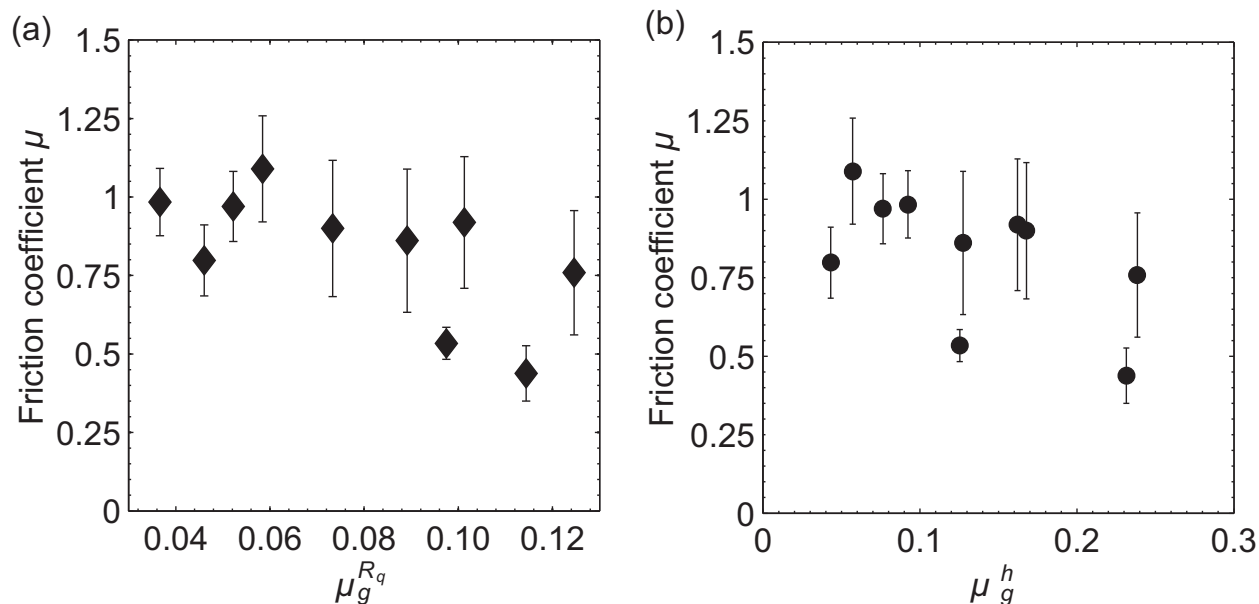 (a)
1.5
1.25
1
0.75
0.5
0.25
0
Friction coefficient μ
0.04 0.06 0.08 0.10 0.12
μ_g^{R_q}
(b)
1.5
1.25
1
0.75
0.5
0.25
0
Friction coefficient μ
0 0.1 0.2 0.3
μ_g^h